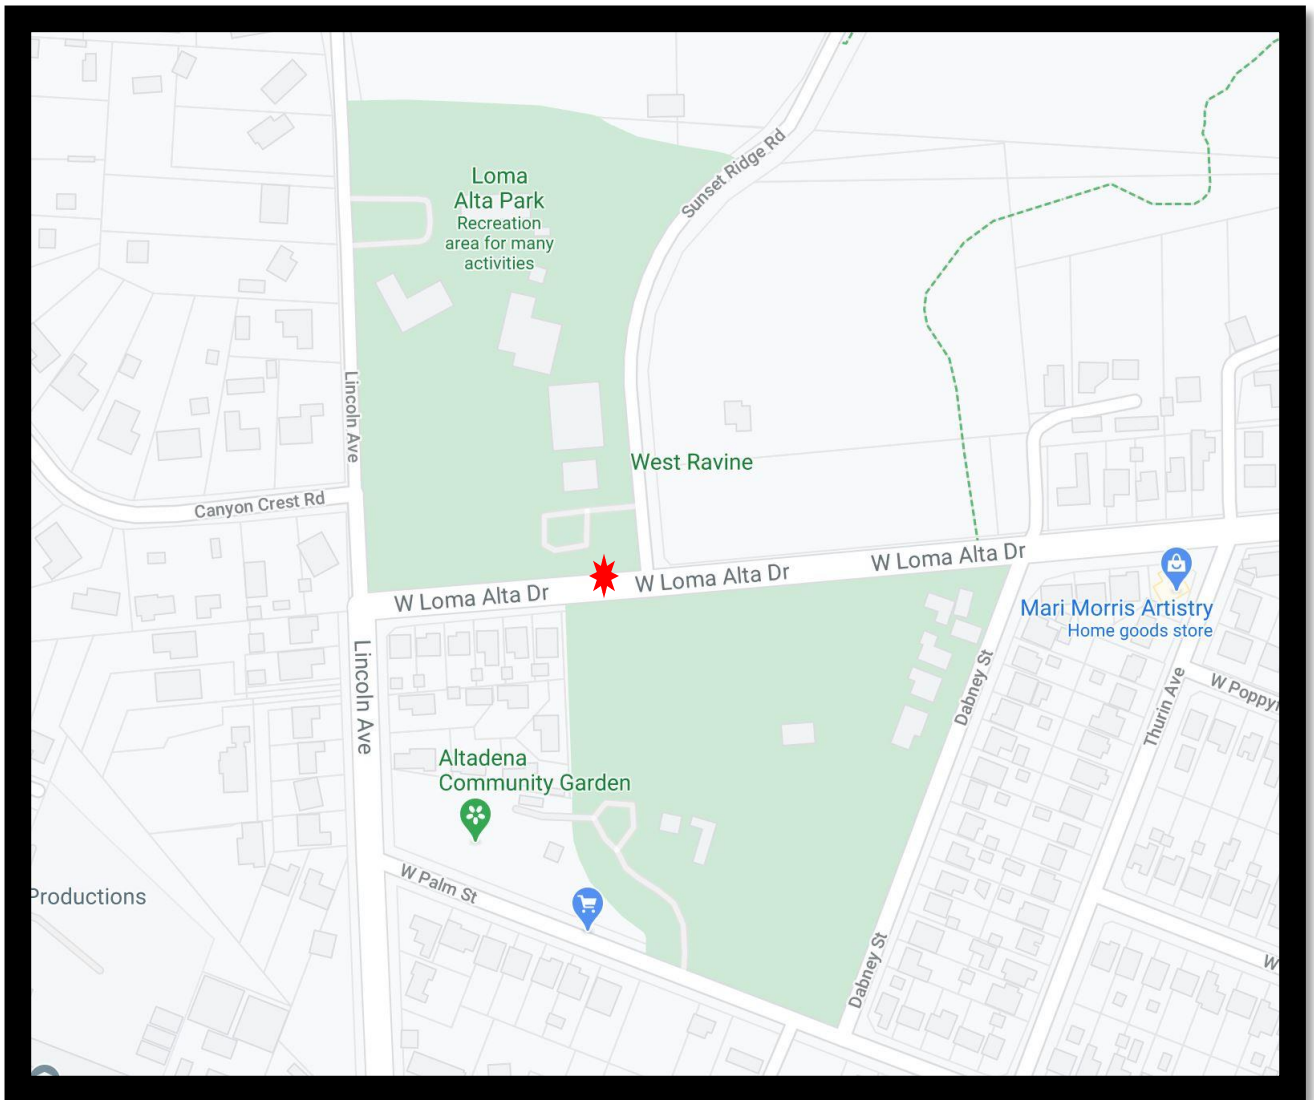 Loma
Alta Park
Recreation
area for many
activities
Sunset Ridge Rd
Lincoln Ave
West Ravine
Canyon Crest Rd
W Loma Alta Dr
W Loma Alta Dr
W Loma Alta Dr
Mari Morris Artistry
Home goods store
Lincoln Ave
Dabney St
Thurin Ave
W Poppy
Altadena
Community Garden
W Palm St
Productions
Dabney St
W